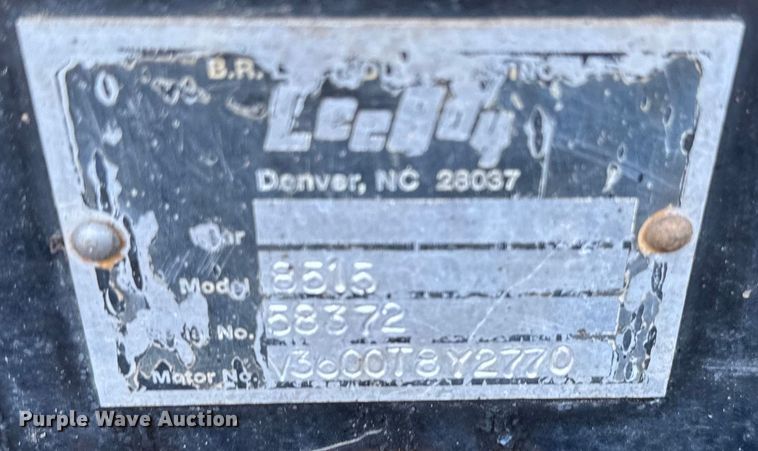 B.R.
LeeBoy
Denver, NC 28037
Model 8515
No. 58372
Motor No. V3600T8Y2770
Purple Wave Auction